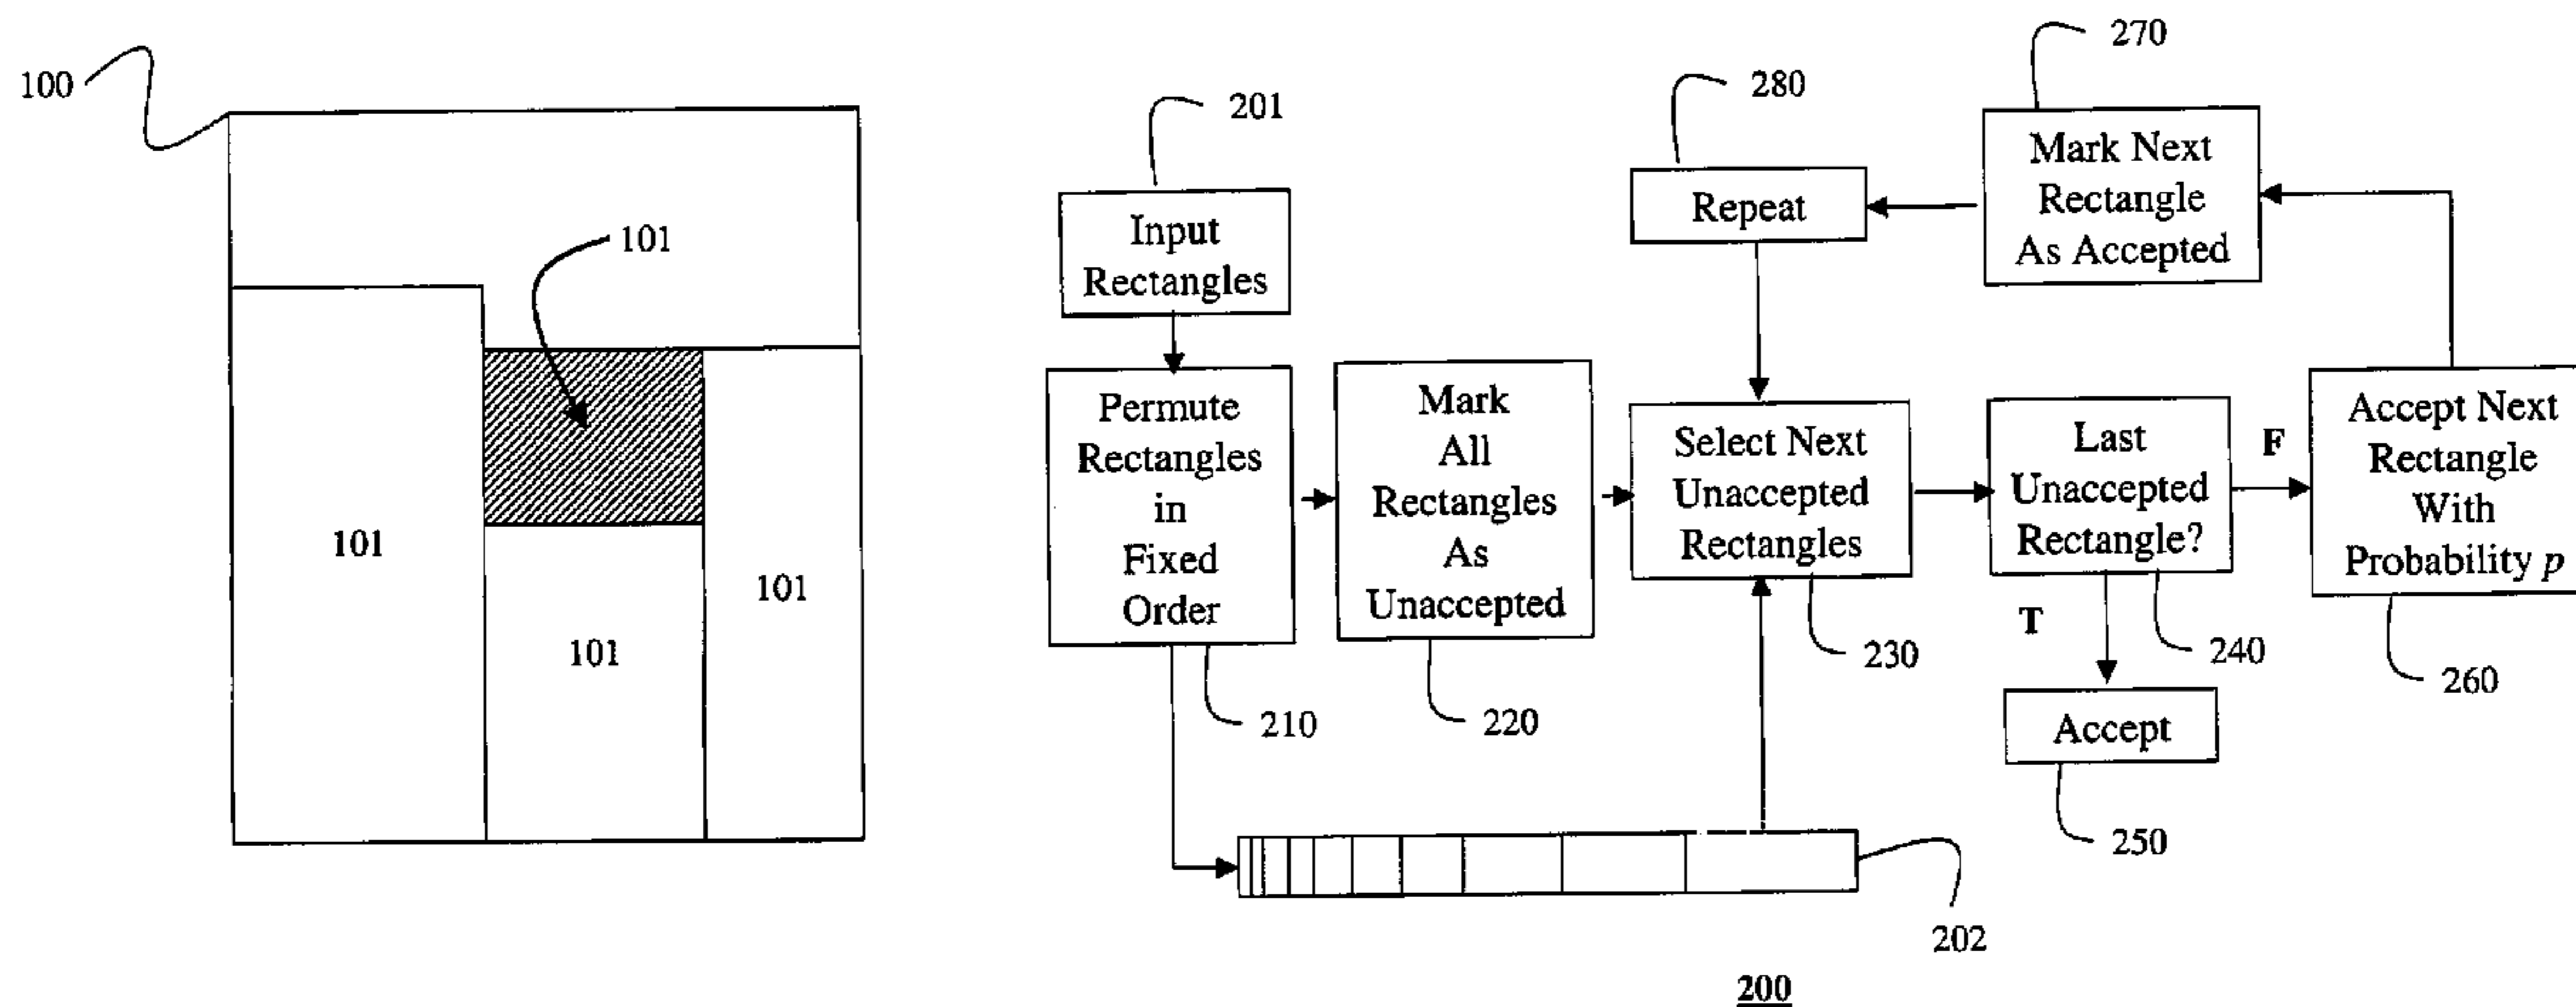 100
101
101
101
101
201
Input
Rectangles
Permute
Rectangles
in
Fixed
Order
210
Mark
All
Rectangles
As
Unaccepted
220
280
Repeat
Select Next
Unaccepted
Rectangles
230
270
Mark Next
Rectangle
As Accepted
Last
Unaccepted
Rectangle?
240
F
T
Accept
250
Accept Next
Rectangle
With
Probability p
260
202
200